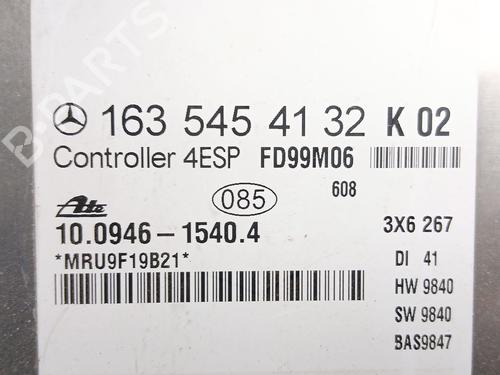 163 545 41 32 K 02
Controller 4ESP FD99M06
085 608
Ate
10.0946-1540.4 3X6 267
*MRU9F19B21* DI 41
HW 9840
SW 9840
BAS9847
B-PARTS